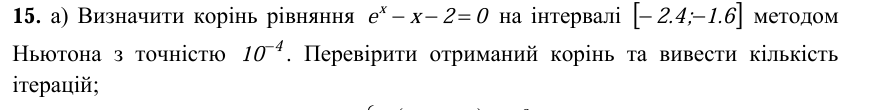 15. а) Визначити корінь рівняння e^x – x – 2 = 0 на інтервалі [– 2.4;–1.6] методом
Ньютона з точністю 10^–4. Перевірити отриманий корінь та вивести кількість
ітерацій;